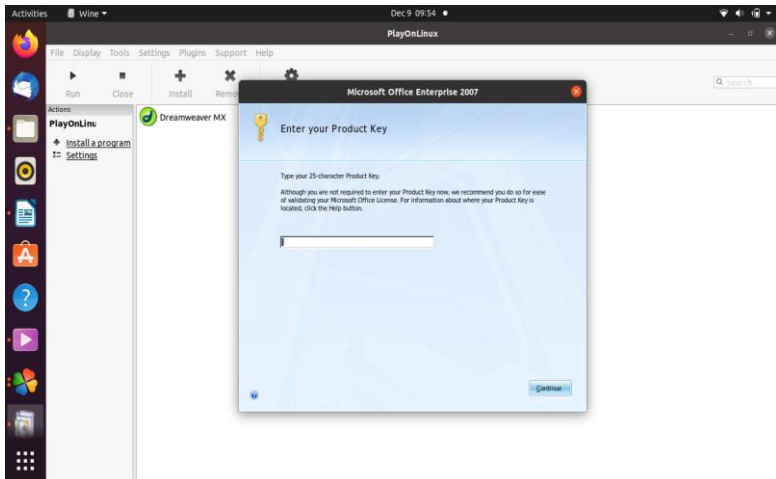 Activities
Wine
Dec 9 09:54
PlayOnLinux
File Display Tools Settings Plugins Support Help
Run Close Install Remo
Search
Actions
PlayOnLinu
Install a program
Settings
Dreamweaver MX
Microsoft Office Enterprise 2007
Enter your Product Key
Type your 25-character Product Key.
Although you are not required to enter your Product Key now, we recommend you do so for ease
of validating your Microsoft Office License. For information about where your Product Key is
located, click the Help button.
Continue